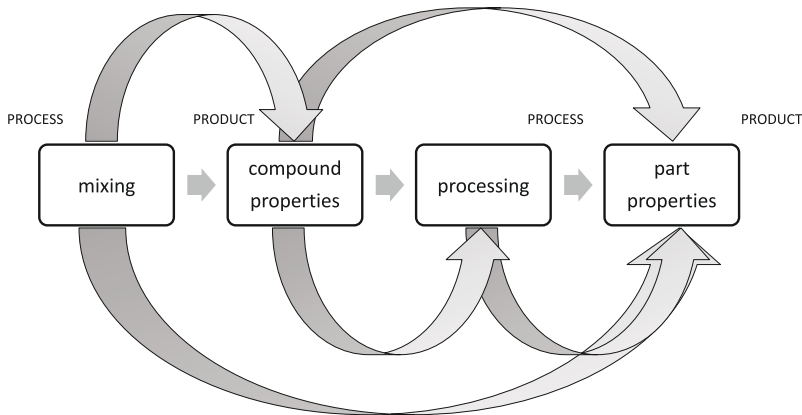 PROCESS
PRODUCT
PROCESS
PRODUCT
mixing
compound
properties
processing
part
properties